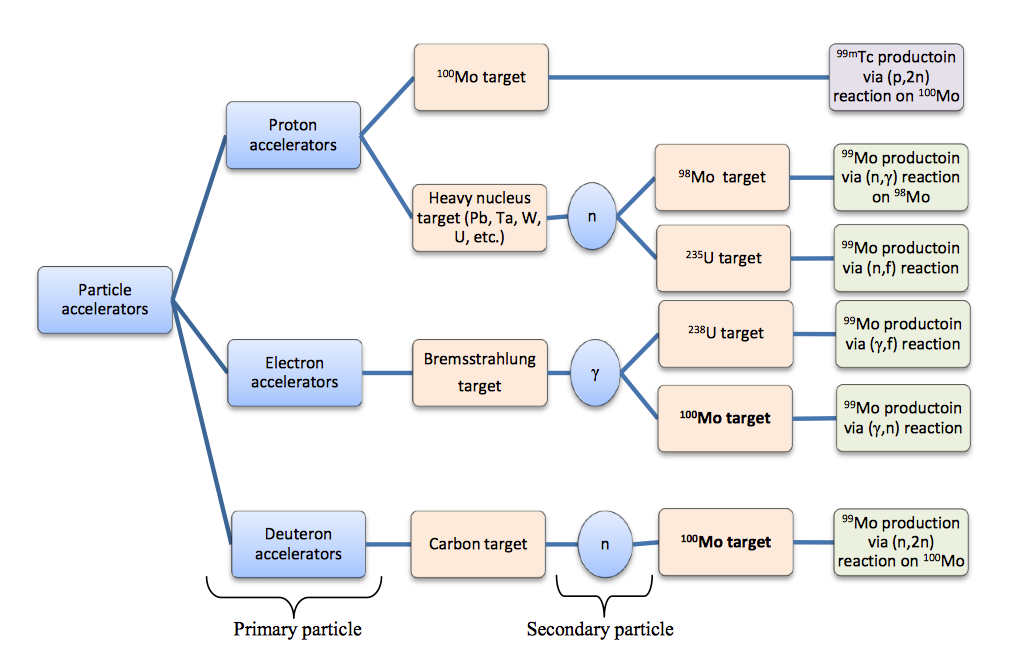 Particle
accelerators
Proton
accelerators
¹⁰⁰Mo target
⁹⁹ᵐTc productoin
via (p,2n)
reaction on ¹⁰⁰Mo
Heavy nucleus
target (Pb, Ta, W,
U, etc.)
n
⁹⁸Mo target
⁹⁹Mo productoin
via (n,γ) reaction
on ⁹⁸Mo
²³⁵U target
⁹⁹Mo productoin
via (n,f) reaction
Electron
accelerators
Bremsstrahlung
target
γ
²³⁸U target
⁹⁹Mo productoin
via (γ,f) reaction
¹⁰⁰Mo target
⁹⁹Mo productoin
via (γ,n) reaction
Deuteron
accelerators
Carbon target
n
¹⁰⁰Mo target
⁹⁹Mo production
via (n,2n)
reaction on ¹⁰⁰Mo
Primary particle
Secondary particle